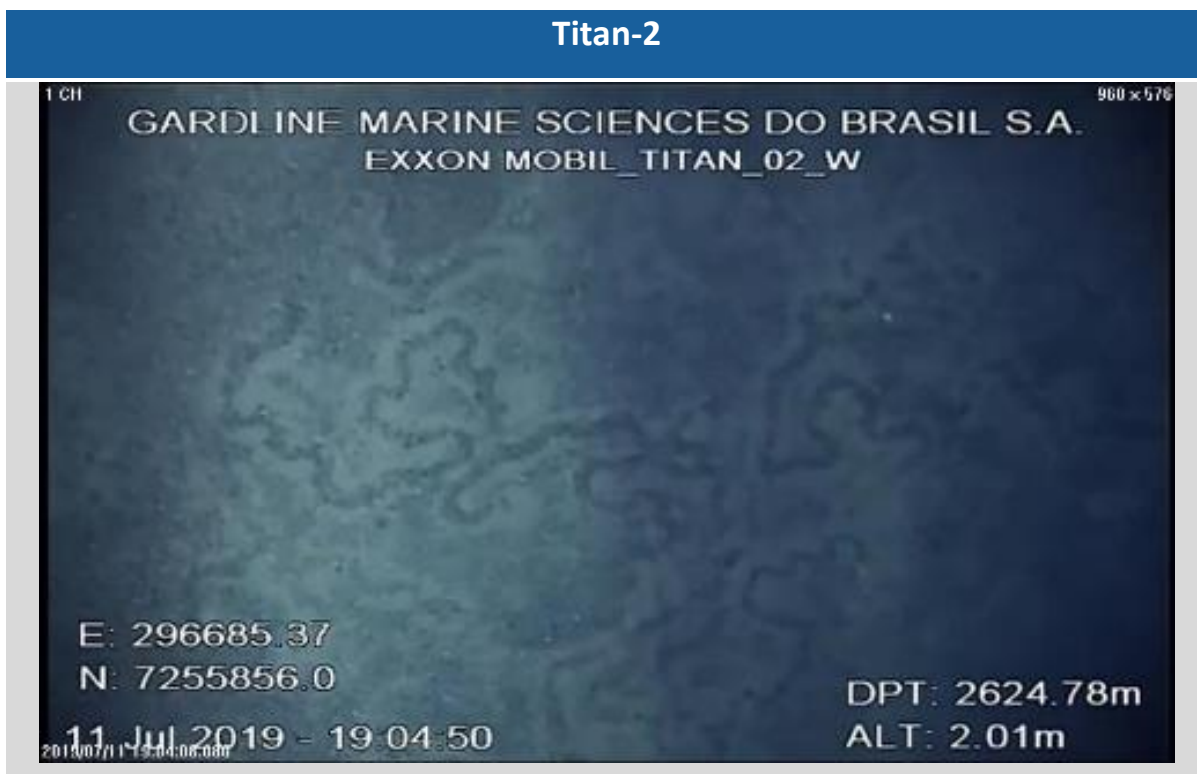 Titan-2
1 CH
960 x 576
GARDLINE MARINE SCIENCES DO BRASIL S.A.
EXXON MOBIL_TITAN_02_W
E: 296685.37
N: 7255856.0
DPT: 2624.78m
11 Jul 2019 - 19 04:50
ALT: 2.01m